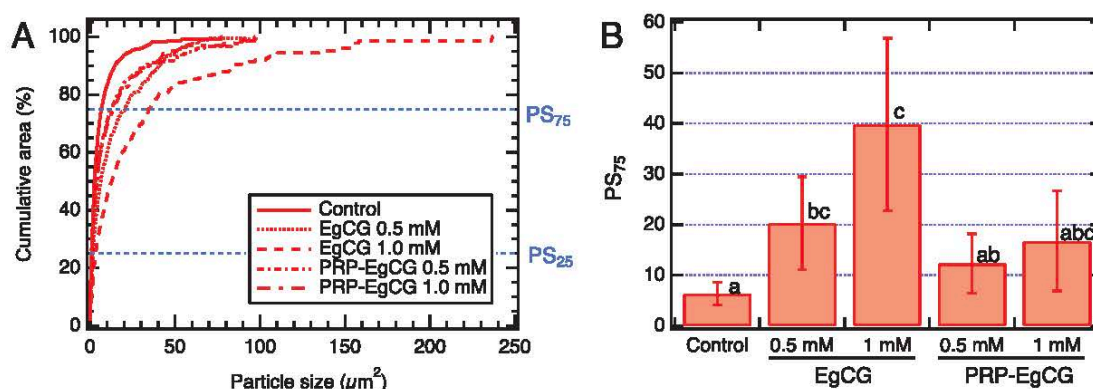 A
100
80
60
40
20
0
Cumulative area (%)
0
50
100
150
200
250
Particle size (µm²)
PS₇₅
PS₂₅
Control
EgCG 0.5 mM
EgCG 1.0 mM
PRP-EgCG 0.5 mM
PRP-EgCG 1.0 mM
B
60
50
40
30
20
10
0
PS₇₅
a
bc
c
ab
abc
Control
0.5 mM
1 mM
0.5 mM
1 mM
EgCG
PRP-EgCG